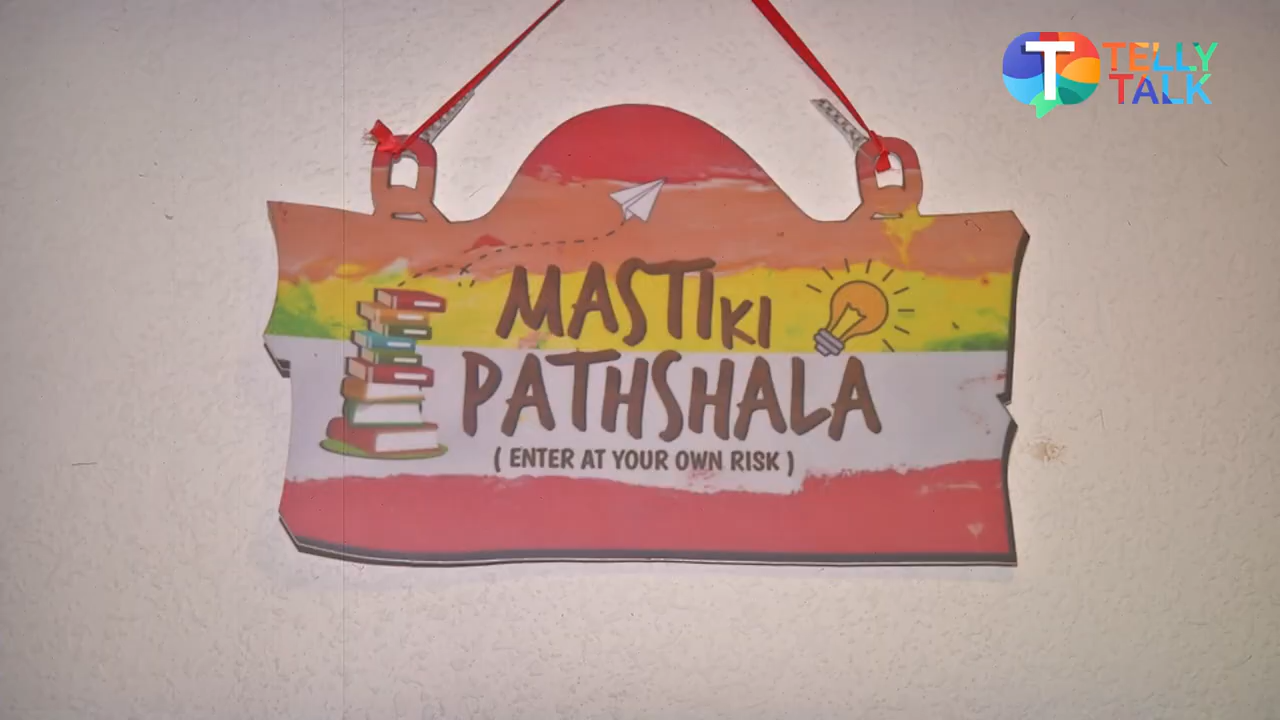 T TELLY
TALK
MASTI KI
PATHSHALA
( ENTER AT YOUR OWN RISK )